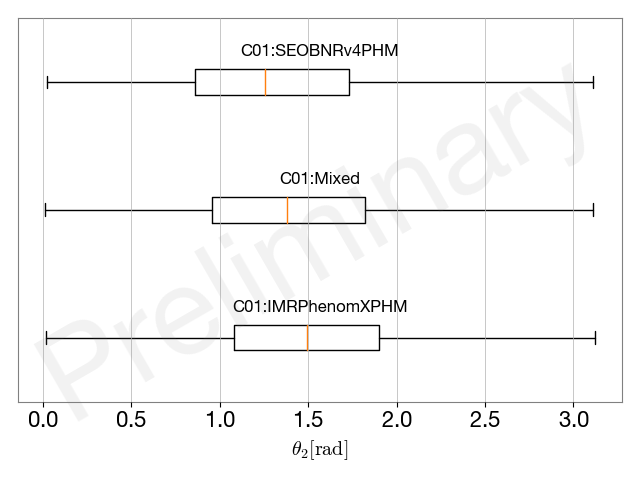 C01:SEOBNRv4PHM
C01:Mixed
C01:IMRPhenomXPHM
Preliminary
0.0 0.5 1.0 1.5 2.0 2.5 3.0
θ₂[rad]